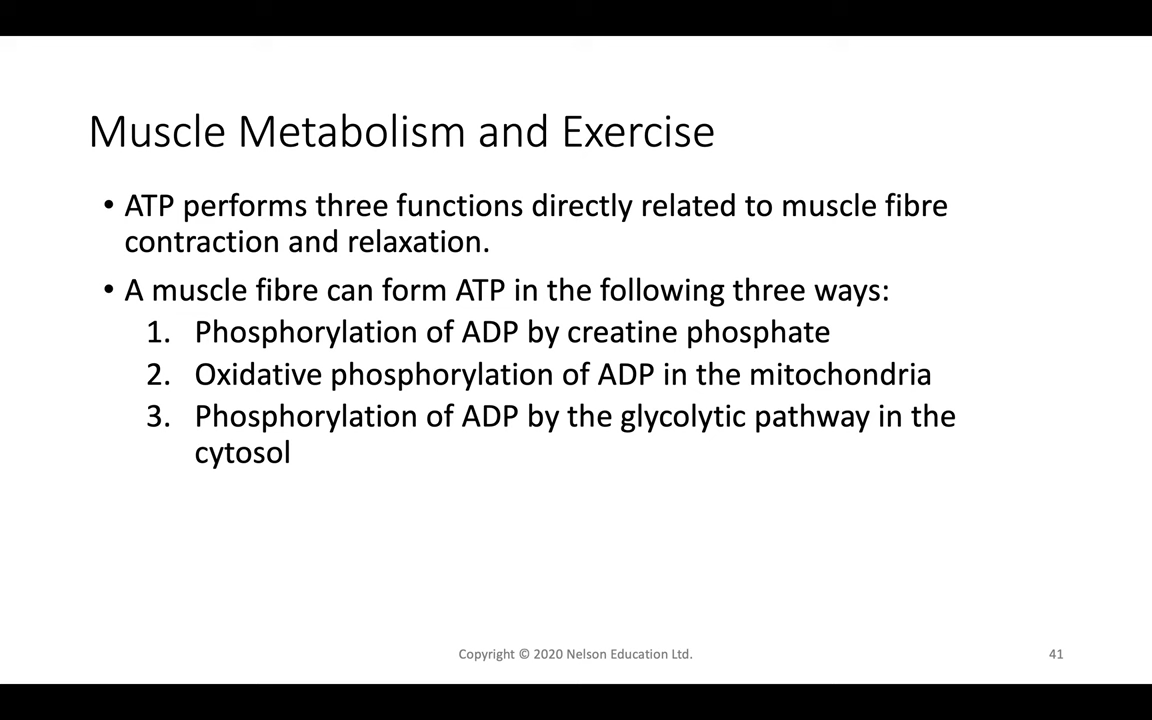 Muscle Metabolism and Exercise
• ATP performs three functions directly related to muscle fibre
contraction and relaxation.
• A muscle fibre can form ATP in the following three ways:
1. Phosphorylation of ADP by creatine phosphate
2. Oxidative phosphorylation of ADP in the mitochondria
3. Phosphorylation of ADP by the glycolytic pathway in the
cytosol
Copyright © 2020 Nelson Education Ltd.
41